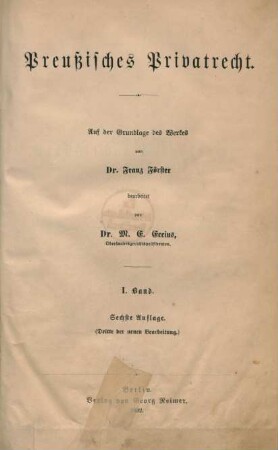 Preußisches Privatrecht.
Auf der Grundlage des Werkes
von
Dr. Franz Förster
bearbeitet
von
Dr. M. E. Eccius,
I. Band.
Sechste Auflage.
(Dritte der neuen Bearbeitung.)
Berlin.
Verlag von Georg Reimer.